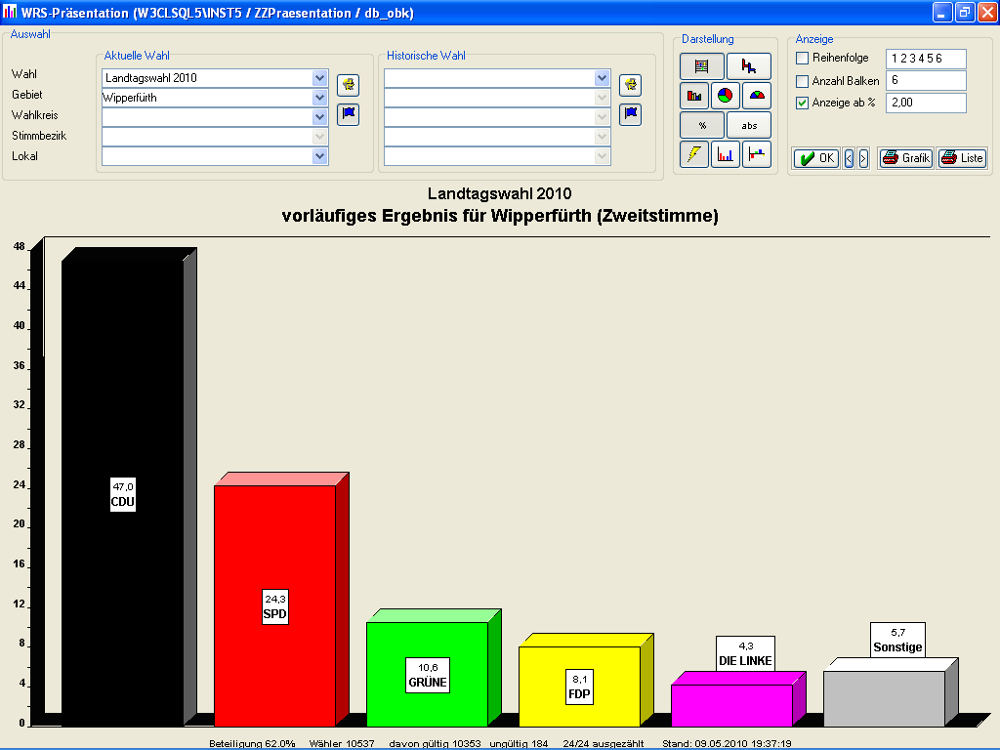 WRS-Präsentation (W3CLSQL5\INST5 / ZZPraesentation / db_obk)
Auswahl
Aktuelle Wahl
Historische Wahl
Darstellung
Anzeige
Wahl
Landtagswahl 2010
Gebiet
Wipperfürth
Wahlkreis
Stimmbezirk
Lokal
%
abs
Reihenfolge
1 2 3 4 5 6
Anzahl Balken
6
Anzeige ab %
2,00
OK
<
>
Grafik
Liste
Landtagswahl 2010
vorläufiges Ergebnis für Wipperfürth (Zweitstimme)
48
44
40
36
32
28
24
20
16
12
8
4
0
47,0
CDU
24,3
SPD
10,6
GRÜNE
8,1
FDP
4,3
DIE LINKE
5,7
Sonstige
Beteiligung 62.0% Wähler 10537 davon gültig 10353 ungültig 184 24/24 ausgezählt Stand: 09.05.2010 19:37:19